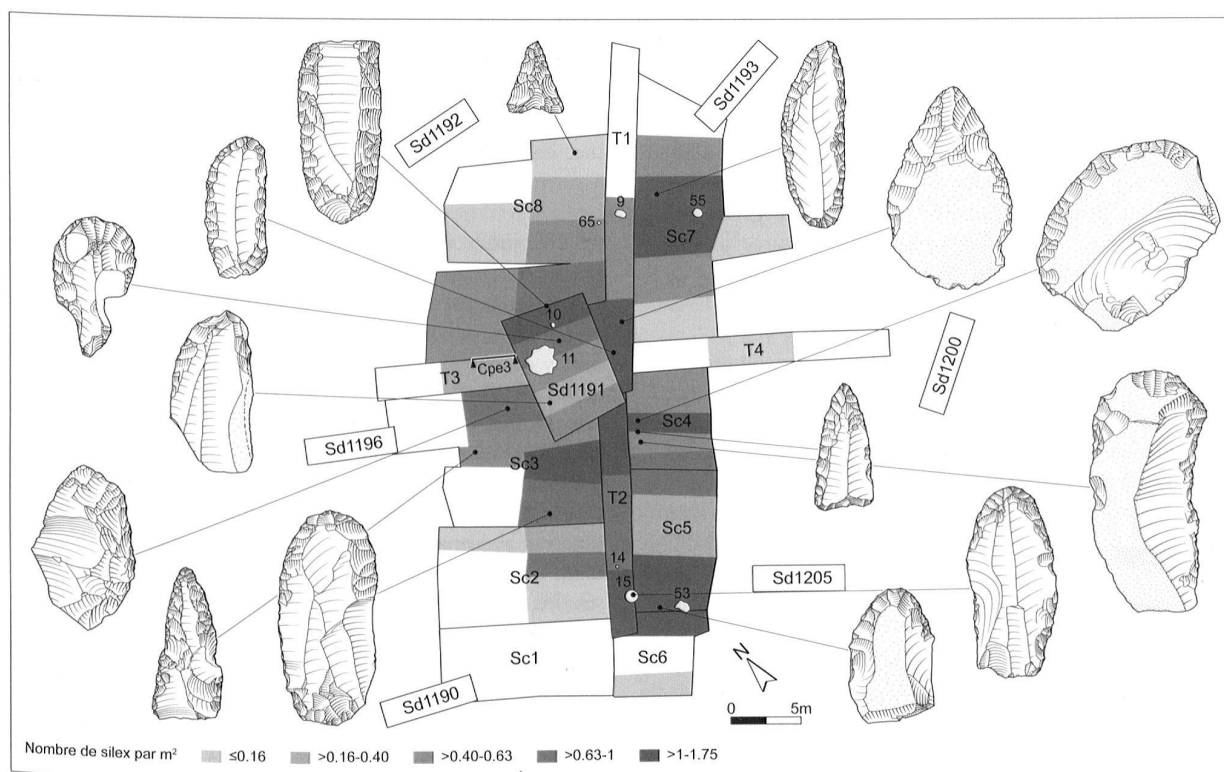 Sd1192
Sd1193
T1
9
55
Sc8
65
Sc7
10
11
T3
Cpe3
Sd1191
T4
Sd1200
Sc4
Sd1196
Sc3
T2
Sc5
14
Sc2
15
53
Sd1205
Sc1
Sc6
N
Sd1190
0 5m
Nombre de silex par m² ≤0.16 >0.16-0.40 >0.40-0.63 >0.63-1 >1-1.75